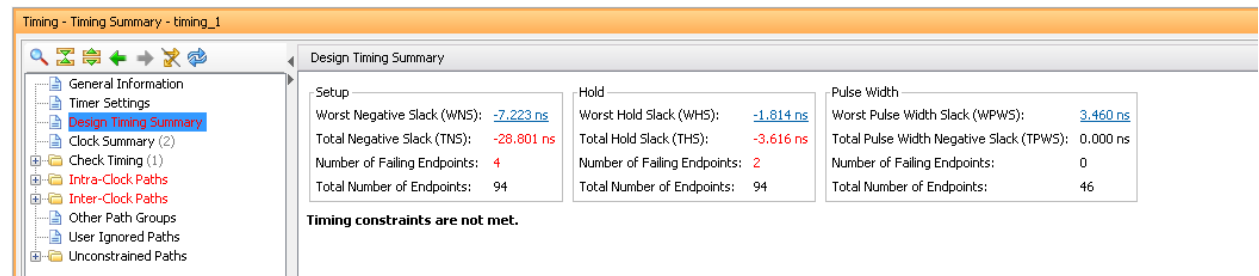 Timing - Timing Summary - timing_1
General Information
Timer Settings
Design Timing Summary
Clock Summary (2)
Check Timing (1)
Intra-Clock Paths
Inter-Clock Paths
Other Path Groups
User Ignored Paths
Unconstrained Paths
Design Timing Summary
Setup
Worst Negative Slack (WNS): -7.223 ns
Total Negative Slack (TNS): -28.801 ns
Number of Failing Endpoints: 4
Total Number of Endpoints: 94
Hold
Worst Hold Slack (WHS): -1.814 ns
Total Hold Slack (THS): -3.616 ns
Number of Failing Endpoints: 2
Total Number of Endpoints: 94
Pulse Width
Worst Pulse Width Slack (WPWS): 3.460 ns
Total Pulse Width Negative Slack (TPWS): 0.000 ns
Number of Failing Endpoints: 0
Total Number of Endpoints: 46
Timing constraints are not met.